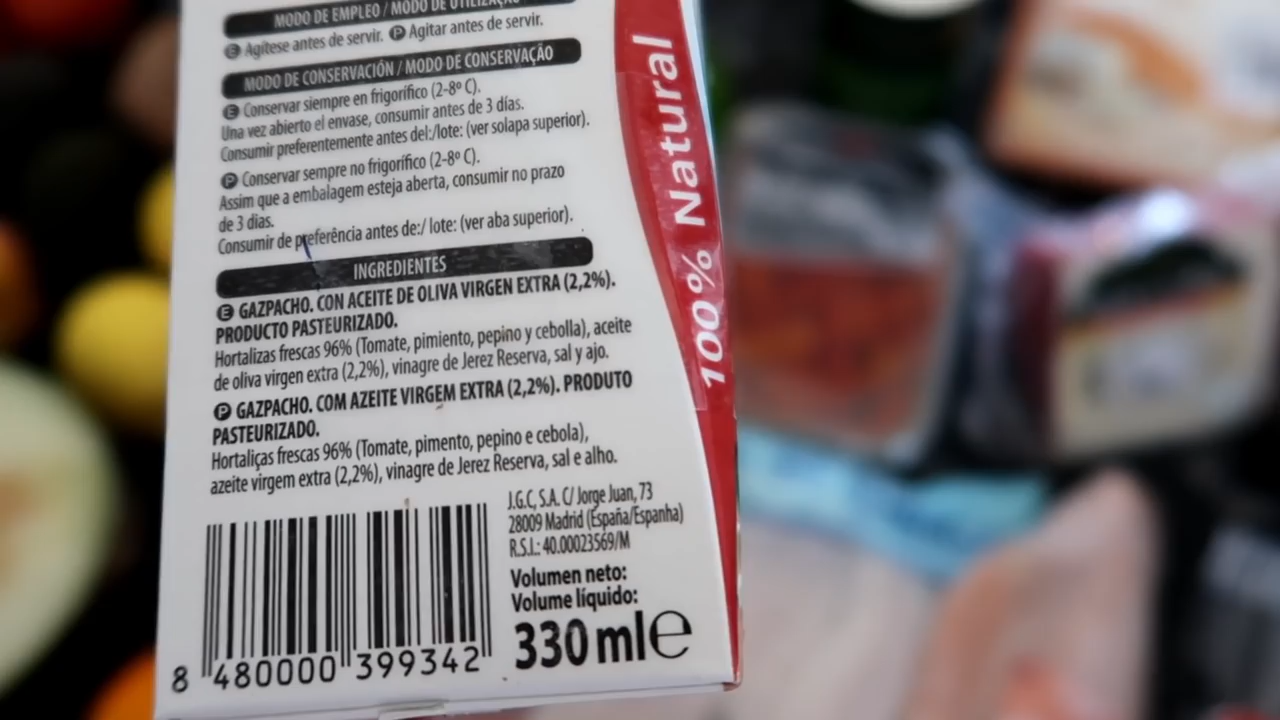 MODO DE EMPLEO / MODO DE UTILIZAÇÃO
E Agítese antes de servir. P Agitar antes de servir.
MODO DE CONSERVACIÓN / MODO DE CONSERVAÇÃO
E Conservar siempre en frigorífico (2-8º C).
Una vez abierto el envase, consumir antes de 3 días.
Consumir preferentemente antes del:/lote: (ver solapa superior).
P Conservar sempre no frigorífico (2-8º C).
Assim que a embalagem esteja aberta, consumir no prazo
de 3 días.
Consumir de preferência antes de:/ lote: (ver aba superior).
INGREDIENTES
E GAZPACHO. CON ACEITE DE OLIVA VIRGEN EXTRA (2,2%).
PRODUCTO PASTEURIZADO.
Hortalizas frescas 96% (Tomate, pimiento, pepino y cebolla), aceite
de oliva virgen extra (2,2%), vinagre de Jerez Reserva, sal y ajo.
P GAZPACHO. COM AZEITE VIRGEM EXTRA (2,2%). PRODUTO
PASTEURIZADO.
Hortaliças frescas 96% (Tomate, pimento, pepino e cebola),
azeite virgem extra (2,2%), vinagre de Jerez Reserva, sal e alho.
J.G.C, S.A. C/ Jorge Juan, 73
28009 Madrid (España/Espanha)
R.S.I.: 40.00023569/M
Volumen neto:
Volume líquido:
330 ml e
8 480000 399342
100% Natural